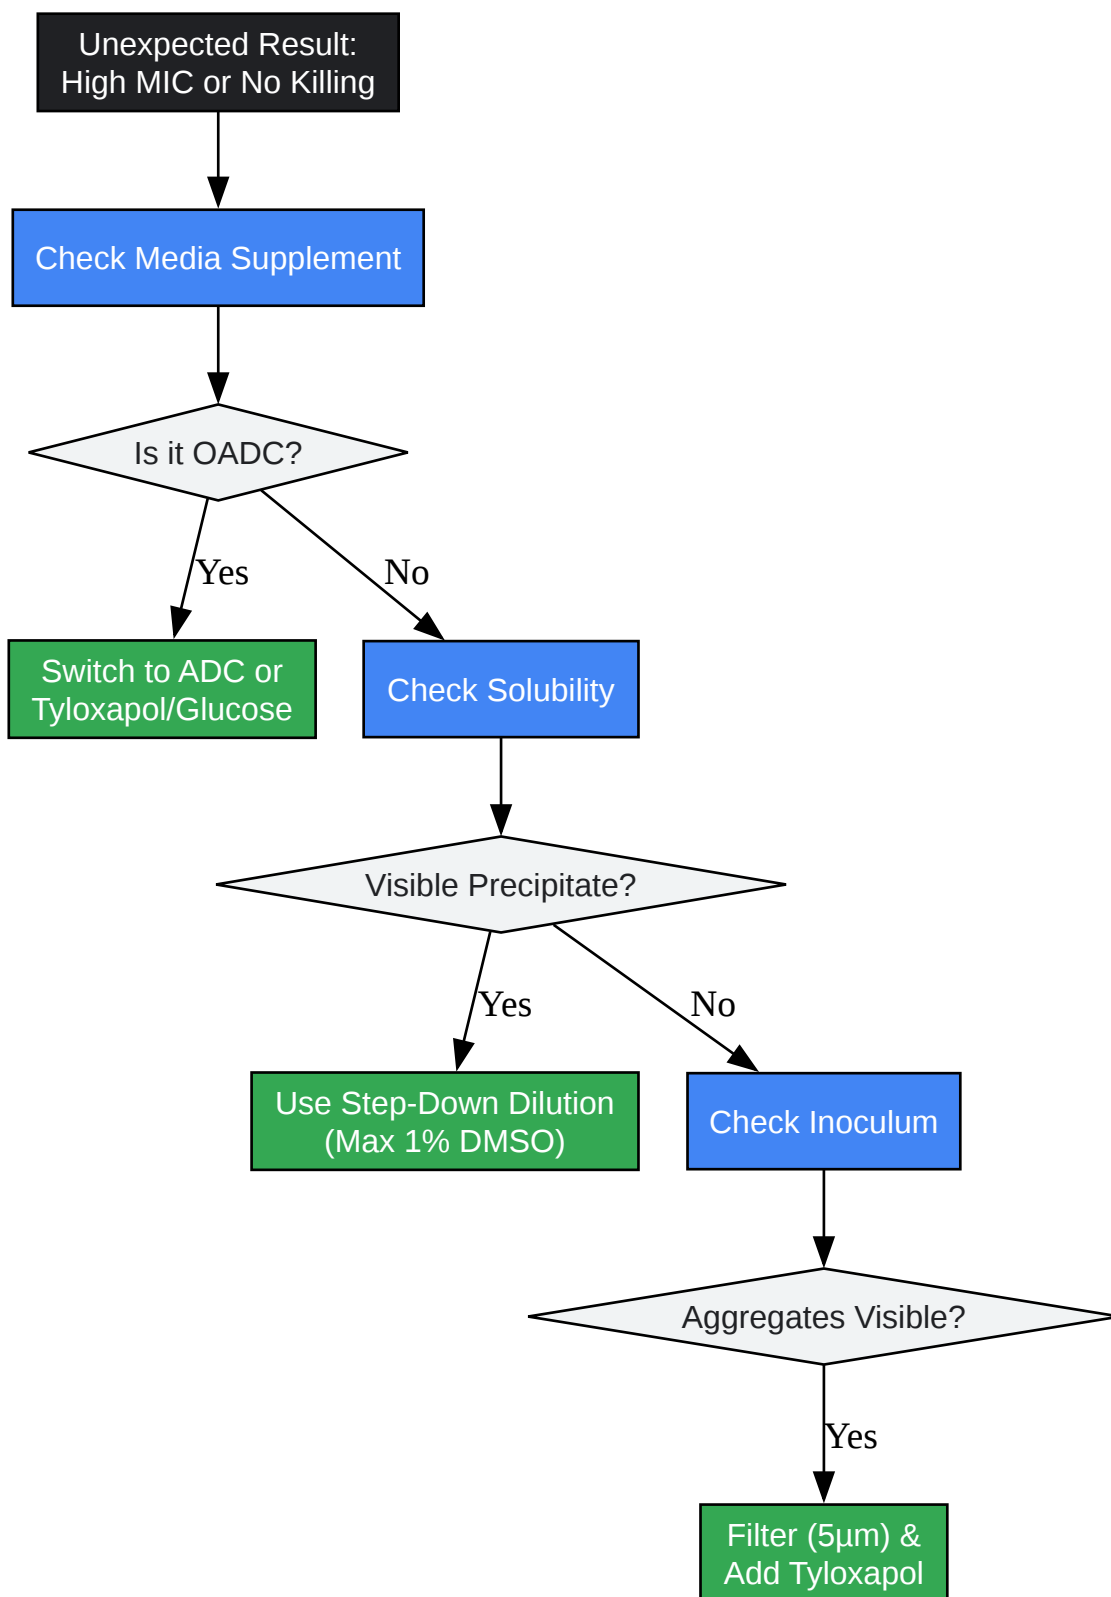 Unexpected Result:
High MIC or No Killing
Check Media Supplement
Is it OADC?
Yes
No
Switch to ADC or
Tyloxapol/Glucose
Check Solubility
Visible Precipitate?
Yes
No
Use Step-Down Dilution
(Max 1% DMSO)
Check Inoculum
Aggregates Visible?
Yes
Filter (5µm) &
Add Tyloxapol